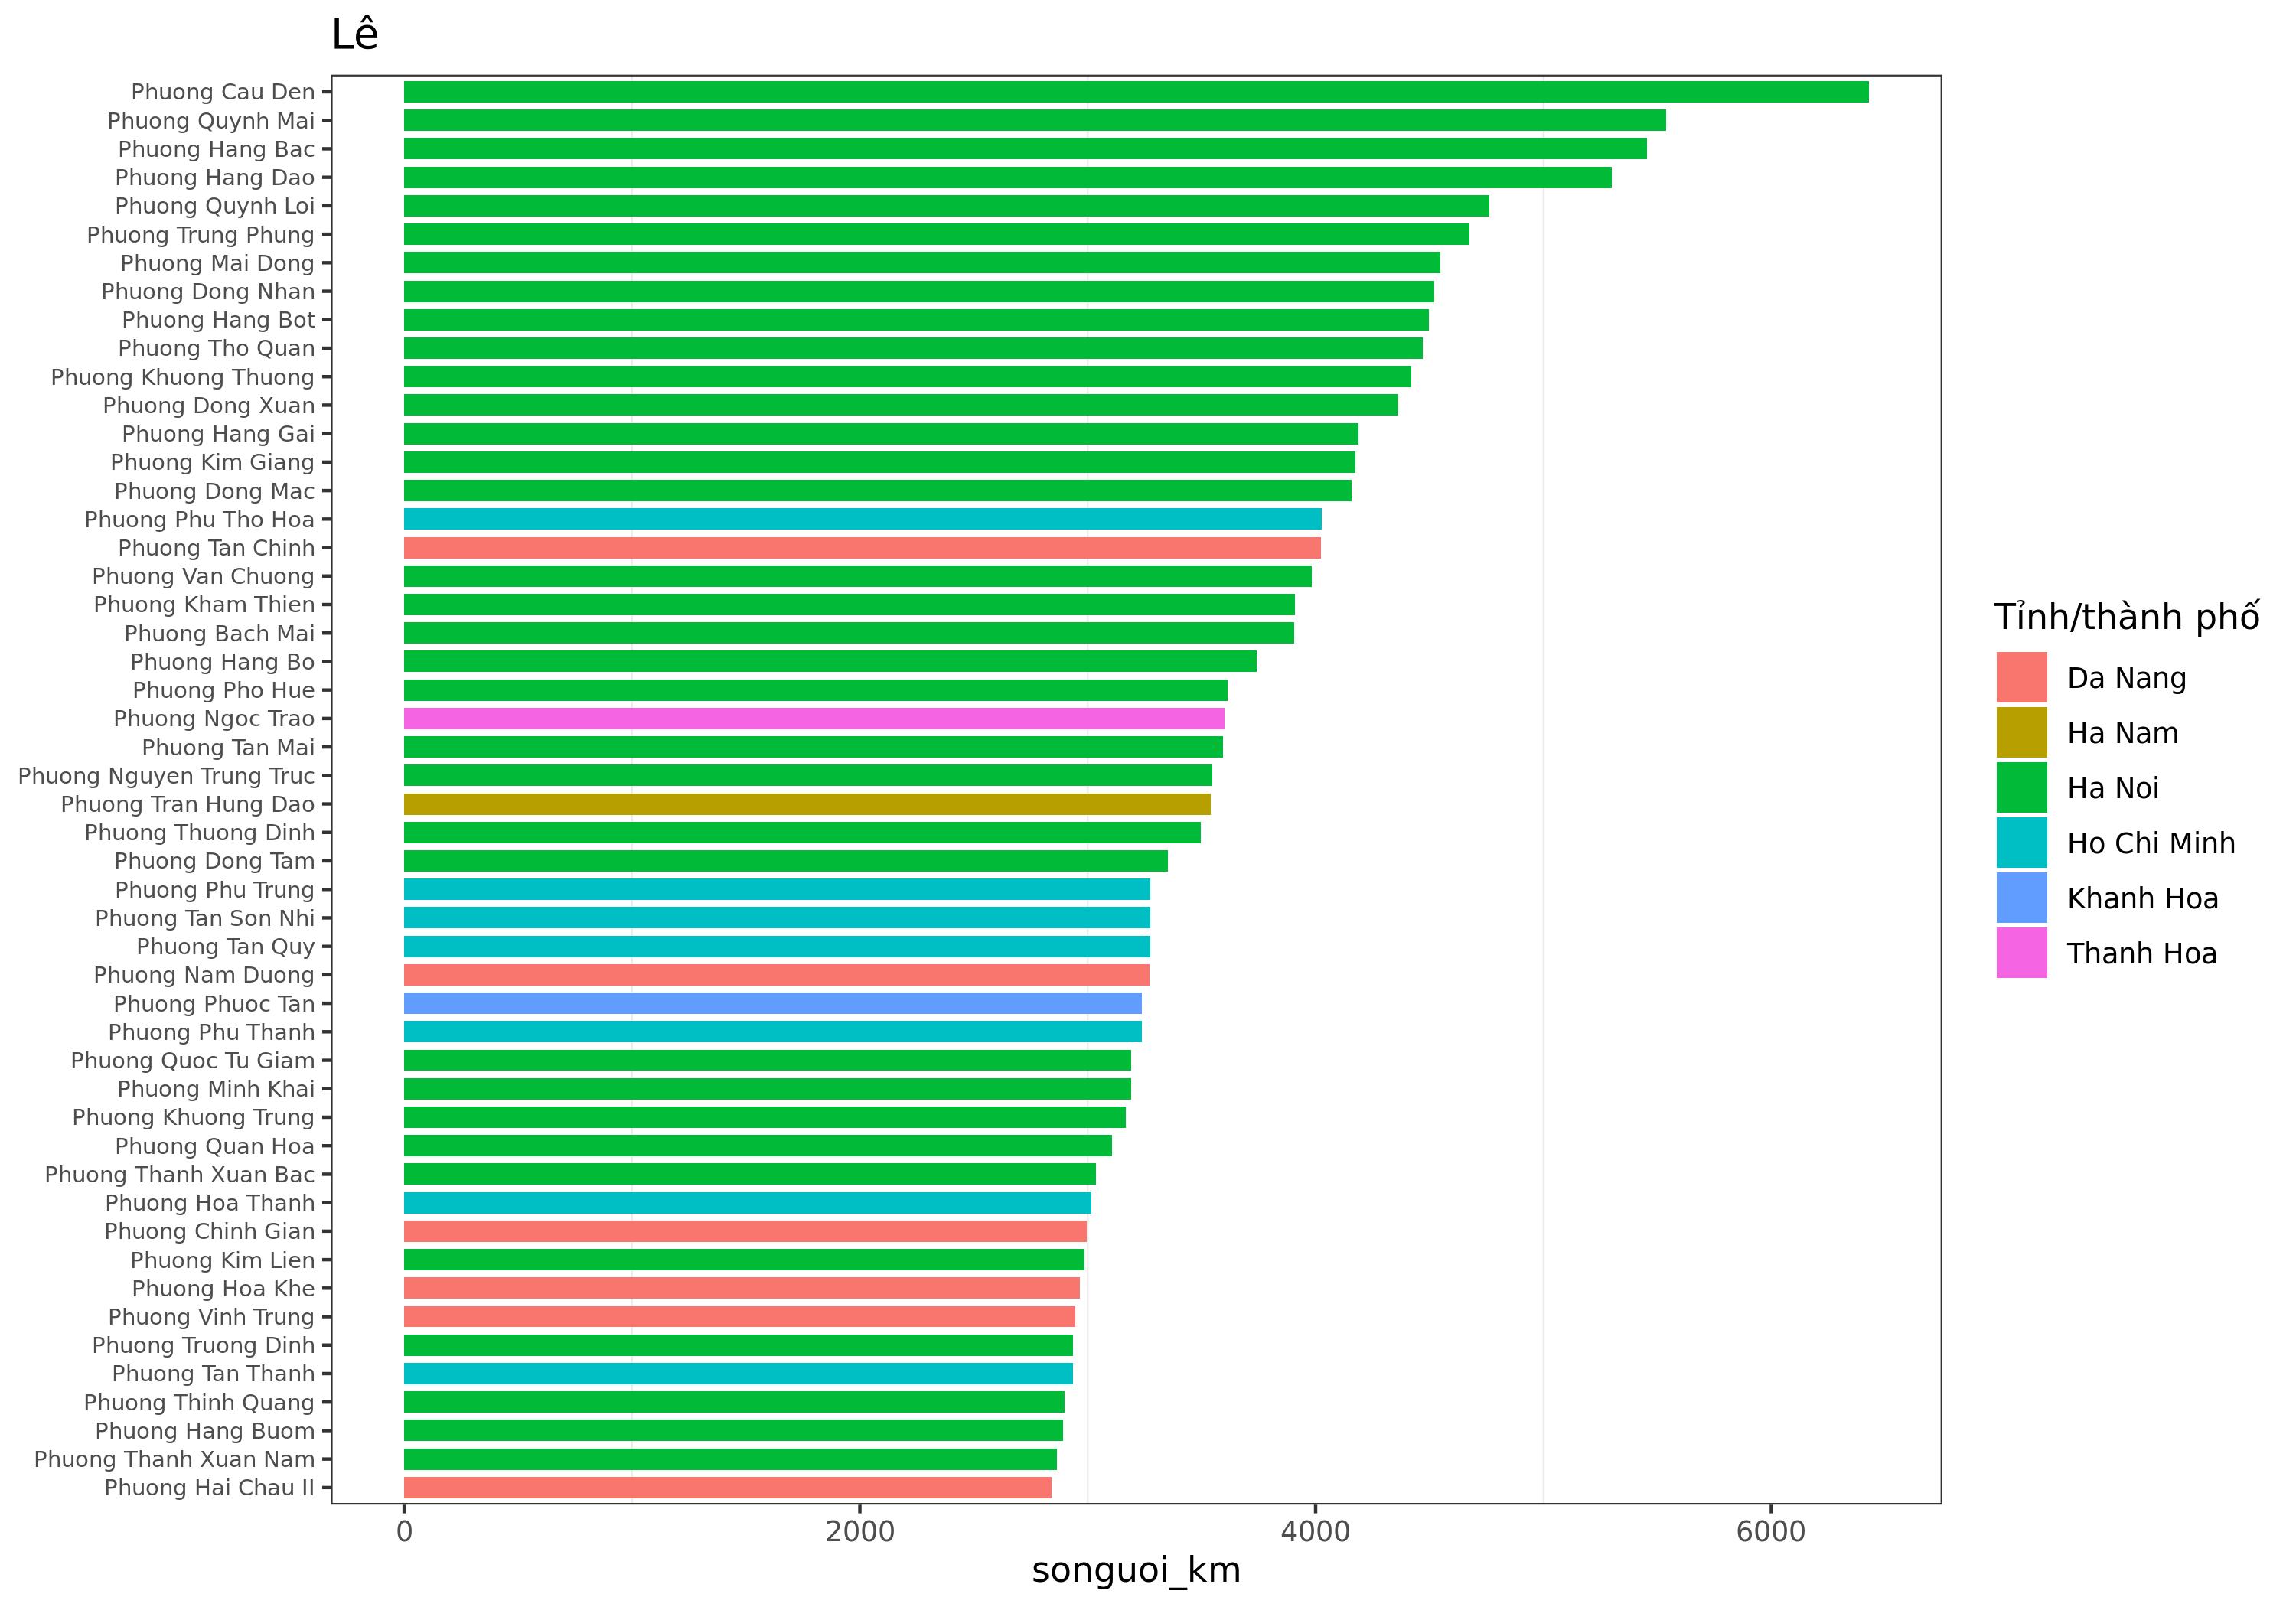 Lê
Phuong Cau Den
Phuong Quynh Mai
Phuong Hang Bac
Phuong Hang Dao
Phuong Quynh Loi
Phuong Trung Phung
Phuong Mai Dong
Phuong Dong Nhan
Phuong Hang Bot
Phuong Tho Quan
Phuong Khuong Thuong
Phuong Dong Xuan
Phuong Hang Gai
Phuong Kim Giang
Phuong Dong Mac
Phuong Phu Tho Hoa
Phuong Tan Chinh
Phuong Van Chuong
Phuong Kham Thien
Phuong Bach Mai
Phuong Hang Bo
Phuong Pho Hue
Phuong Ngoc Trao
Phuong Tan Mai
Phuong Nguyen Trung Truc
Phuong Tran Hung Dao
Phuong Thuong Dinh
Phuong Dong Tam
Phuong Phu Trung
Phuong Tan Son Nhi
Phuong Tan Quy
Phuong Nam Duong
Phuong Phuoc Tan
Phuong Phu Thanh
Phuong Quoc Tu Giam
Phuong Minh Khai
Phuong Khuong Trung
Phuong Quan Hoa
Phuong Thanh Xuan Bac
Phuong Hoa Thanh
Phuong Chinh Gian
Phuong Kim Lien
Phuong Hoa Khe
Phuong Vinh Trung
Phuong Truong Dinh
Phuong Tan Thanh
Phuong Thinh Quang
Phuong Hang Buom
Phuong Thanh Xuan Nam
Phuong Hai Chau II
0 2000 4000 6000
songuoi_km
Tỉnh/thành phố
Da Nang
Ha Nam
Ha Noi
Ho Chi Minh
Khanh Hoa
Thanh Hoa